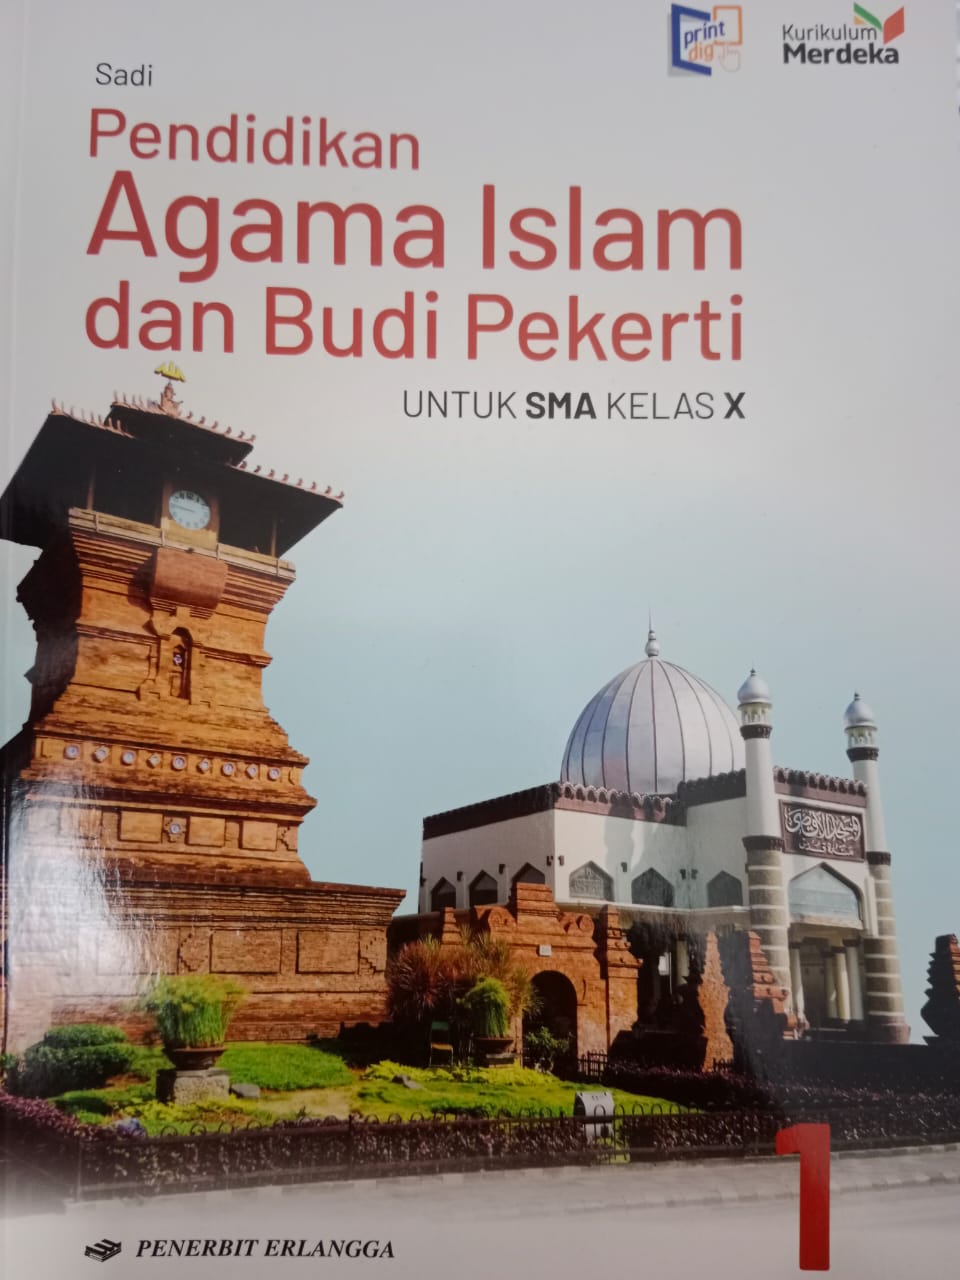 print
dig
Kurikulum
Merdeka
Sadi
Pendidikan
Agama Islam
dan Budi Pekerti
UNTUK SMA KELAS X
1
PENERBIT ERLANGGA